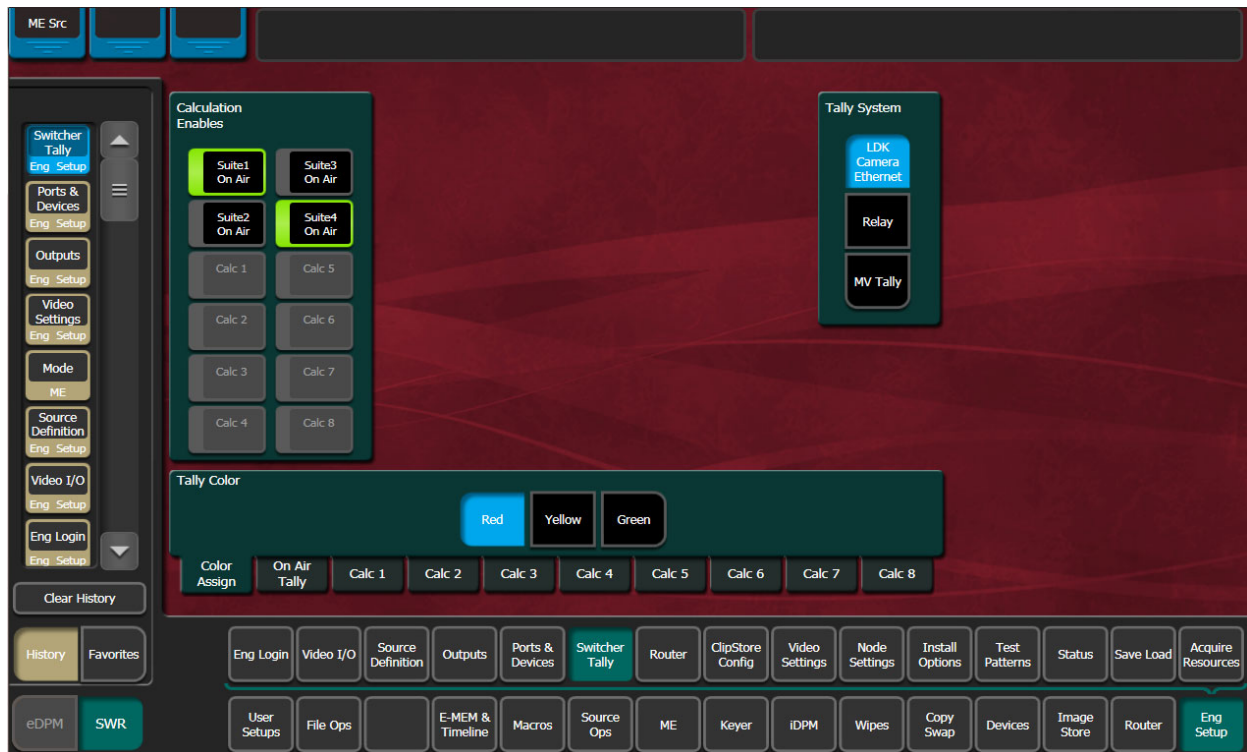 ME Src
Calculation
Enables
Suite1
On Air
Suite3
On Air
Suite2
On Air
Suite4
On Air
Calc 1
Calc 5
Calc 2
Calc 6
Calc 3
Calc 7
Calc 4
Calc 8
Tally System
LDK
Camera
Ethernet
Relay
MV Tally
Switcher
Tally
Eng Setup
Ports &
Devices
Eng Setup
Outputs
Eng Setup
Video
Settings
Eng Setup
Mode
ME
Source
Definition
Eng Setup
Video I/O
Eng Setup
Eng Login
Eng Setup
Clear History
History
Favorites
eDPM
SWR
Tally Color
Red
Yellow
Green
Color
Assign
On Air
Tally
Calc 1
Calc 2
Calc 3
Calc 4
Calc 5
Calc 6
Calc 7
Calc 8
Eng Login
Video I/O
Source
Definition
Outputs
Ports &
Devices
Switcher
Tally
Router
ClipStore
Config
Video
Settings
Node
Settings
Install
Options
Test
Patterns
Status
Save Load
Acquire
Resources
User
Setups
File Ops
E-MEM &
Timeline
Macros
Source
Ops
ME
Keyer
iDPM
Wipes
Copy
Swap
Devices
Image
Store
Router
Eng
Setup